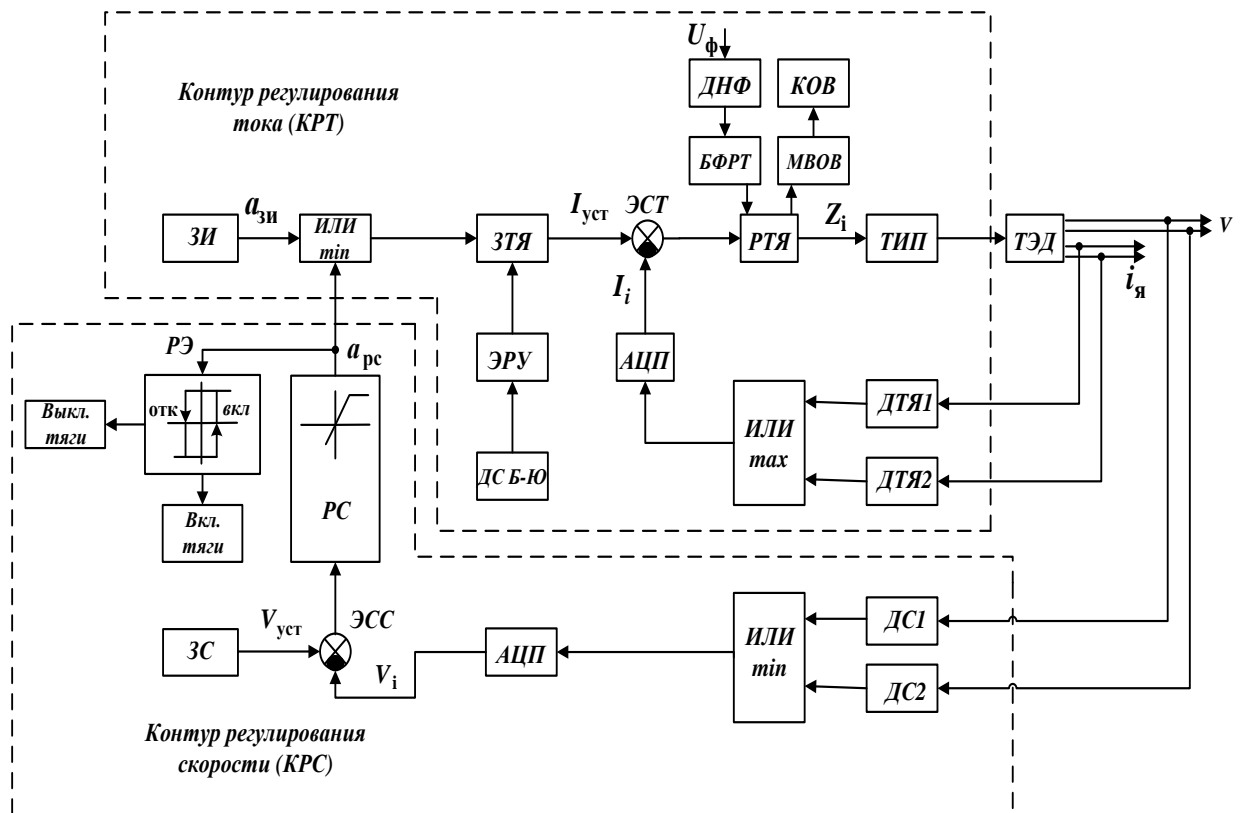 U ф
ДНФ
КОВ
Контур регулирования
тока (КРТ)
БФРТ
МВОВ
a зи
ИЛИ
min
I уст
ЭСТ
Z i
ЗИ
ЗТЯ
РТЯ
ТИП
ТЭД
V
I i
i я
РЭ
a рс
ЭРУ
АЦП
ДТЯ1
Выкл.
тяги
отк
вкл
ИЛИ
max
ДС Б-Ю
ДТЯ2
РС
Вкл.
тяги
V уст
ЭСС
ЗС
АЦП
ИЛИ
min
ДС1
V i
ДС2
Контур регулирования
скорости (КРС)